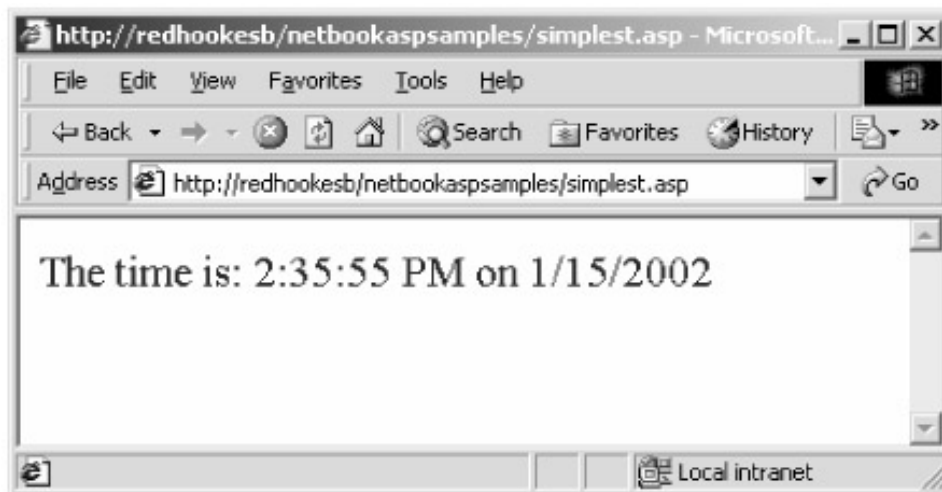 http://redhookesb/netbookaspsamples/simplest.asp - Microsoft...
File Edit View Favorites Tools Help
Back Search Favorites History »
Address http://redhookesb/netbookaspsamples/simplest.asp Go
The time is: 2:35:55 PM on 1/15/2002
Local intranet